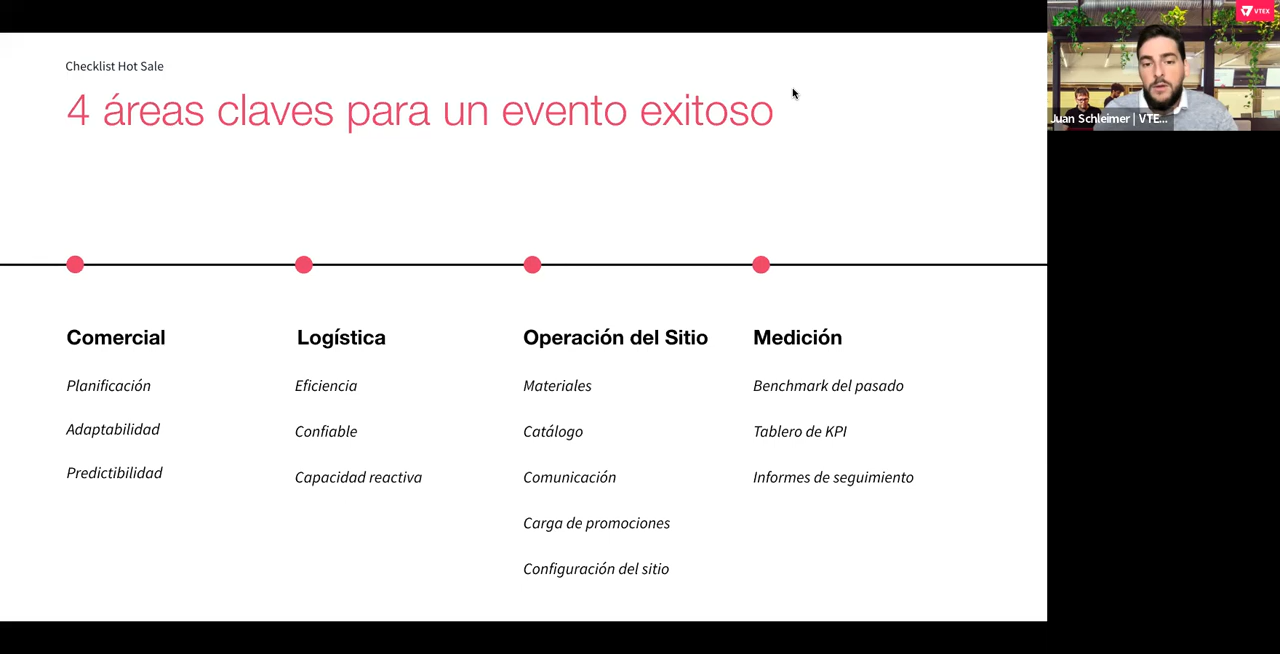 Checklist Hot Sale
4 áreas claves para un evento exitoso
Comercial
Planificación
Adaptabilidad
Predictibilidad
Logística
Eficiencia
Confiable
Capacidad reactiva
Operación del Sitio
Materiales
Catálogo
Comunicación
Carga de promociones
Configuración del sitio
Medición
Benchmark del pasado
Tablero de KPI
Informes de seguimiento
VTEX
Juan Schleimer | VTE...